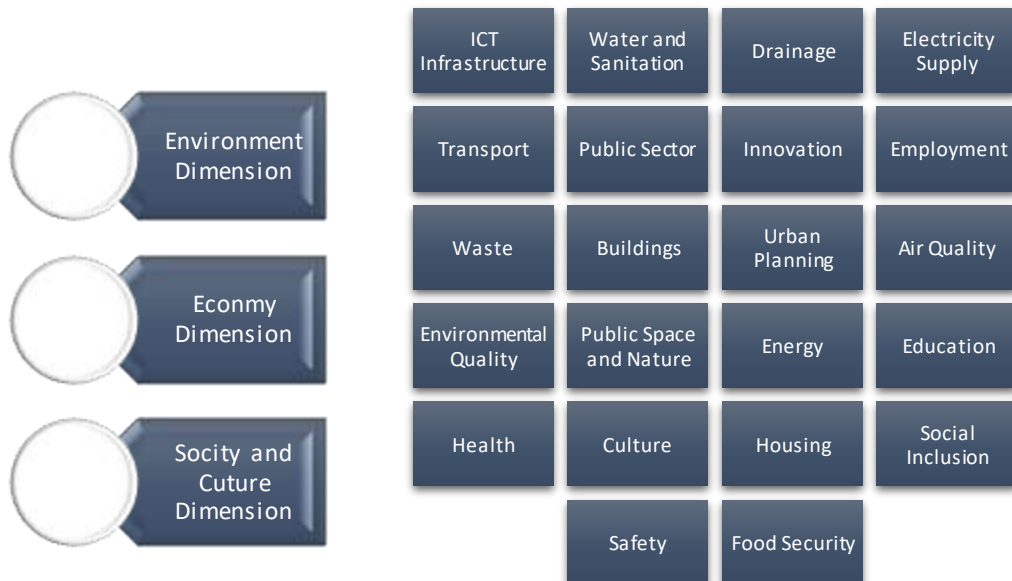 Environment
Dimension
Econmy
Dimension
Socity and
Cuture
Dimension
ICT
Infrastructure
Water and
Sanitation
Drainage
Electricity
Supply
Transport
Public Sector
Innovation
Employment
Waste
Buildings
Urban
Planning
Air Quality
Environmental
Quality
Public Space
and Nature
Energy
Education
Health
Culture
Housing
Social
Inclusion
Safety
Food Security